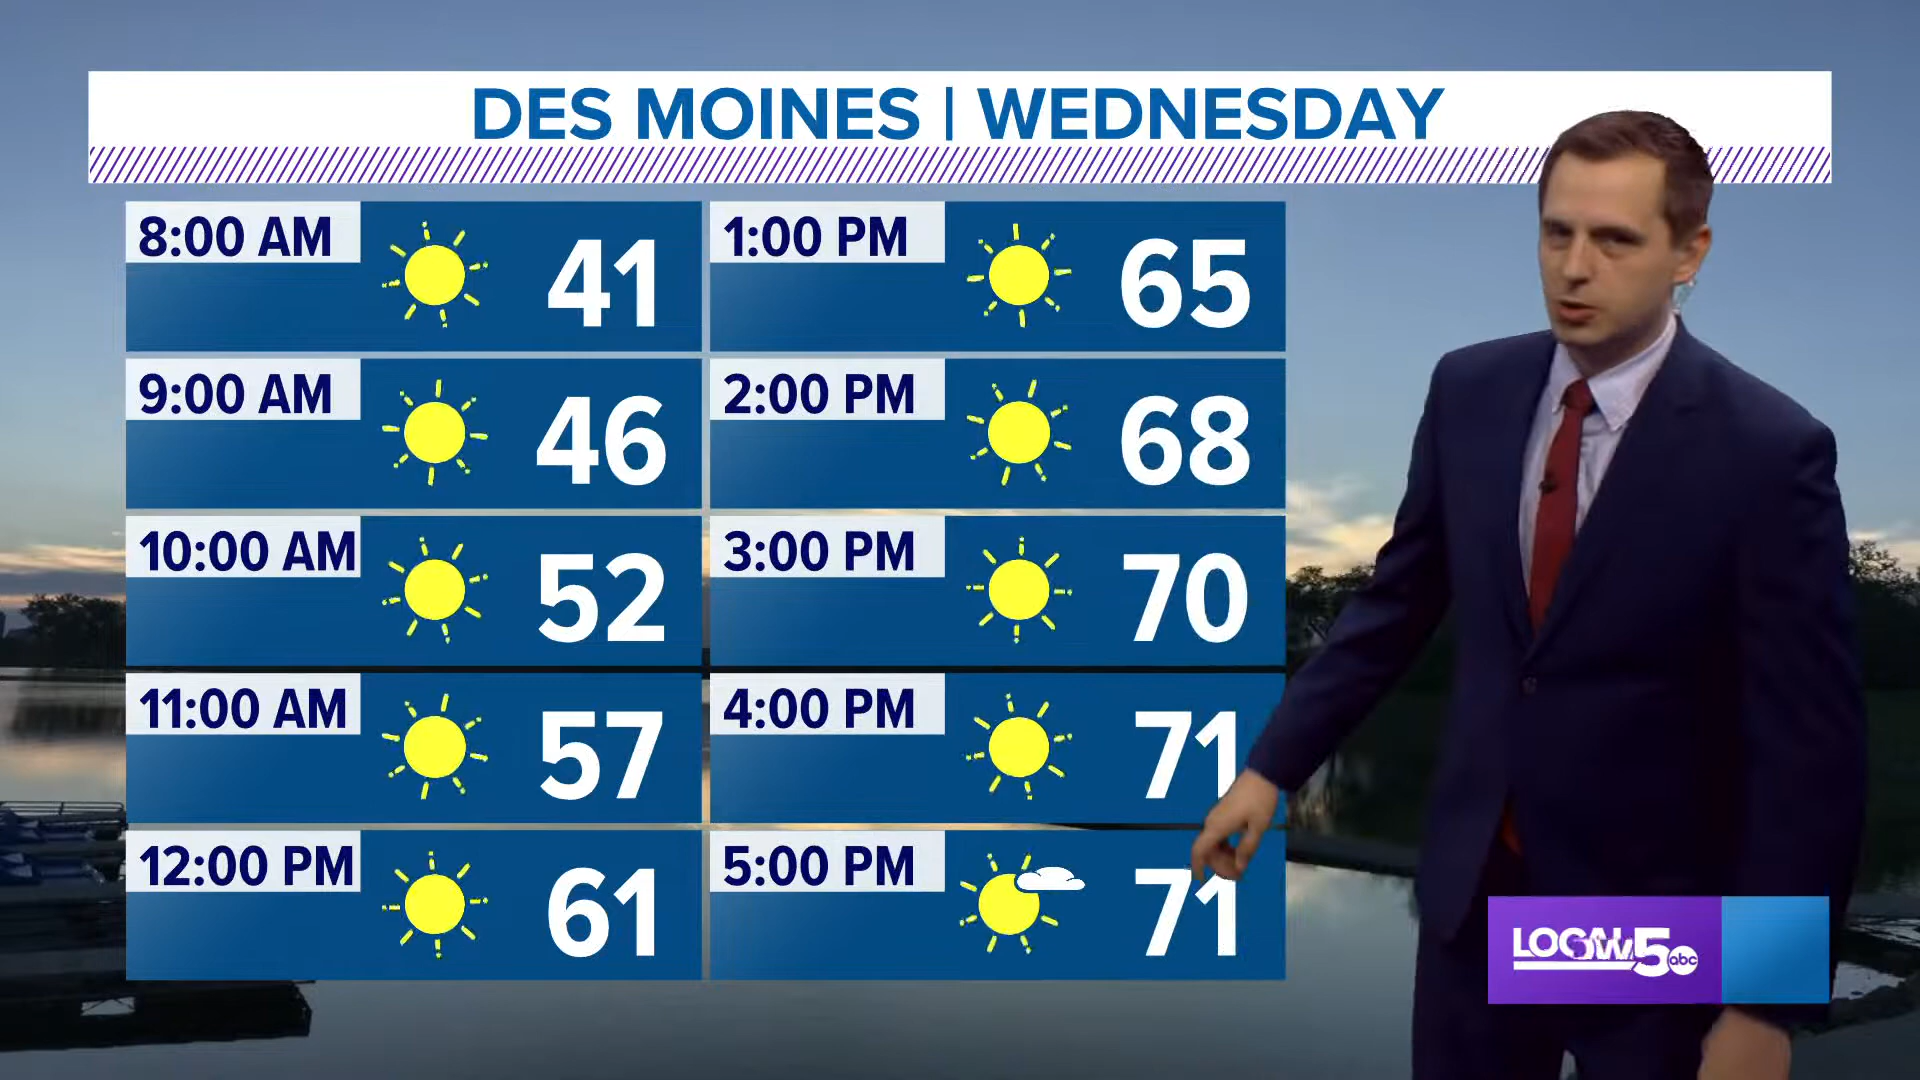 DES MOINES | WEDNESDAY
8:00 AM 41
9:00 AM 46
10:00 AM 52
11:00 AM 57
12:00 PM 61
1:00 PM 65
2:00 PM 68
3:00 PM 70
4:00 PM 71
5:00 PM 71
LOCAL 5 abc